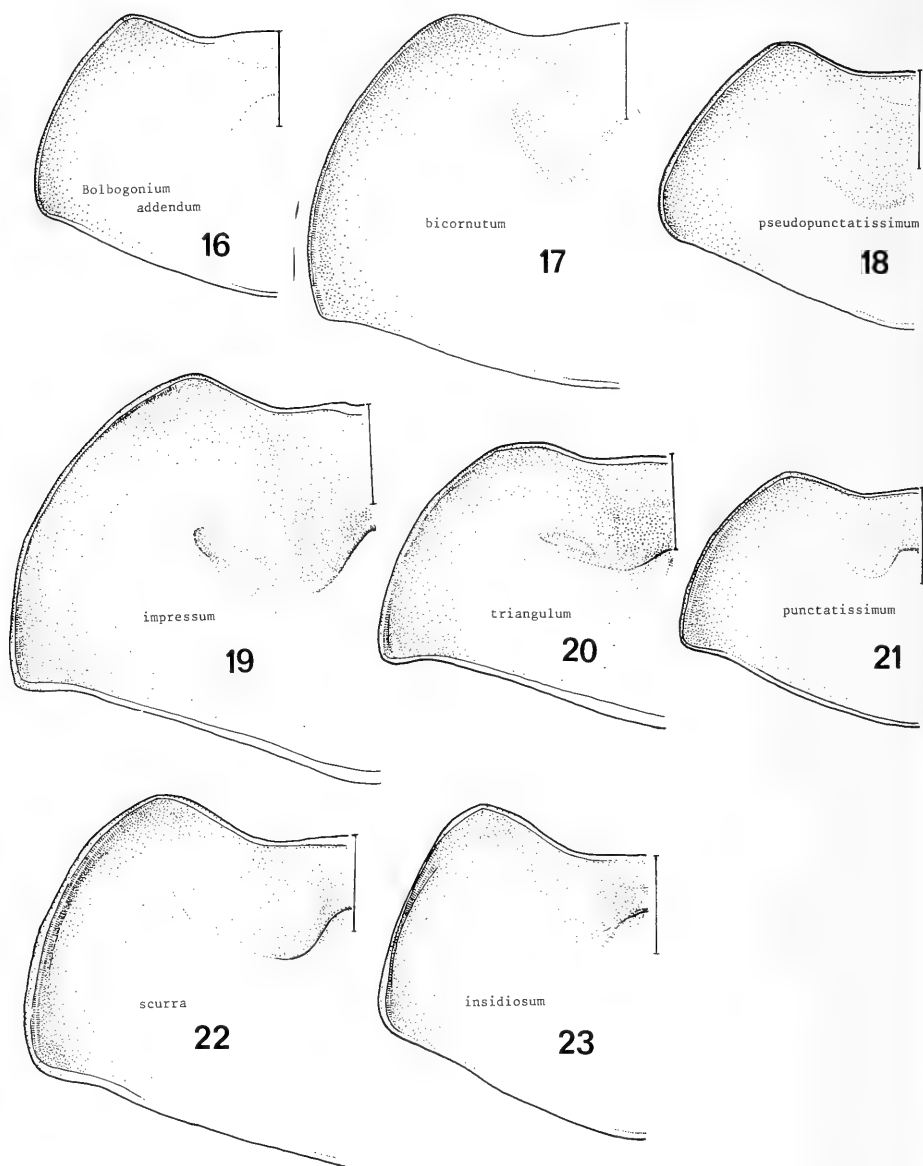 Bolbogonium
addendum
16
bicornutum
17
pseudopunctatissimum
18
impressum
19
triangulum
20
punctatissimum
21
scurra
22
insidiosum
23